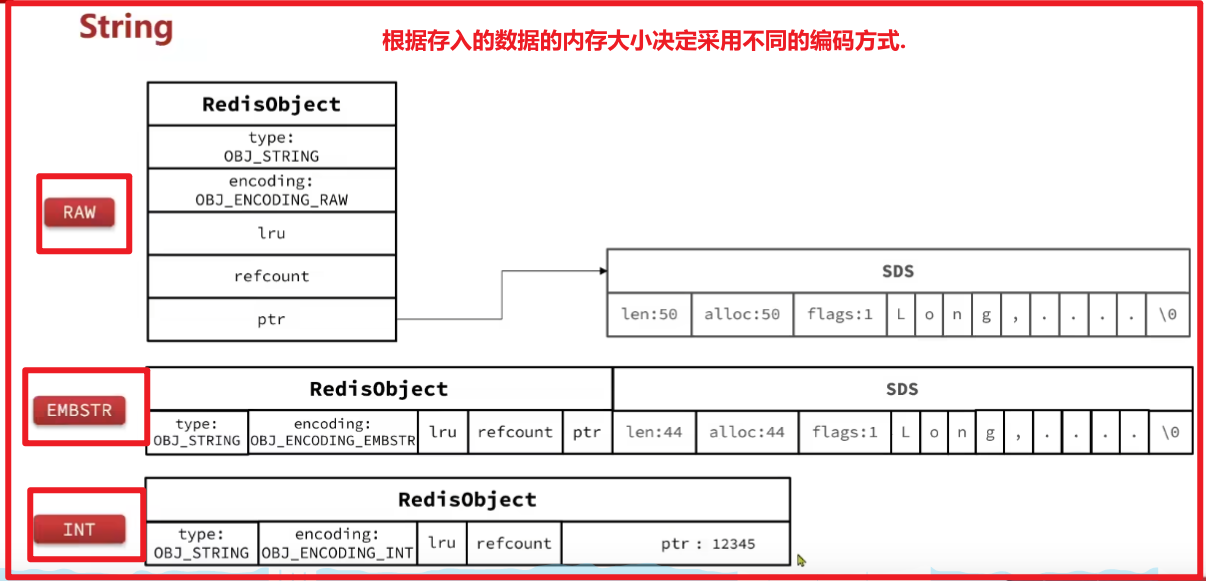 String
根据存入的数据的内存大小决定采用不同的编码方式.
RedisObject
type:
OBJ_STRING
encoding:
OBJ_ENCODING_RAW
RAW
lru
refcount
ptr
SDS
len:50 alloc:50 flags:1 L o n g , . . . . \0
RedisObject SDS
EMBSTR
type:
OBJ_STRING
encoding:
OBJ_ENCODING_EMBSTR
lru refcount ptr len:44 alloc:44 flags:1 L o n g , . . . . \0
RedisObject
INT
type:
OBJ_STRING
encoding:
OBJ_ENCODING_INT
lru refcount ptr : 12345